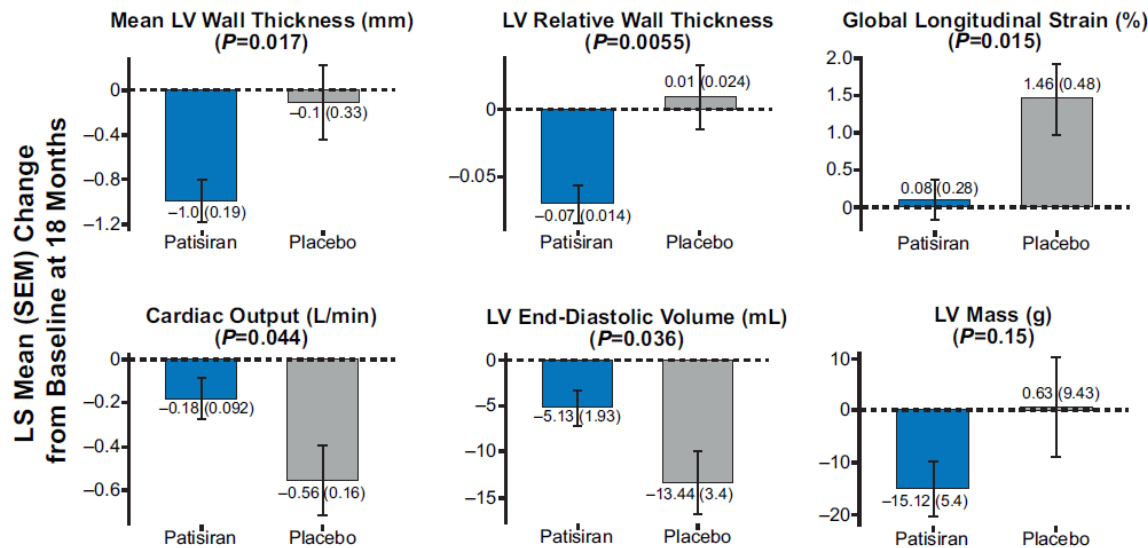 LS Mean (SEM) Change
from Baseline at 18 Months
Mean LV Wall Thickness (mm)
(P=0.017)
0
–0.4
–0.8
–1.2
–1.0 (0.19)
–0.1 (0.33)
Patisiran
Placebo
LV Relative Wall Thickness
(P=0.0055)
0
–0.05
–0.07 (0.014)
0.01 (0.024)
Patisiran
Placebo
Global Longitudinal Strain (%)
(P=0.015)
2.0
1.5
1.0
0.5
0
0.08 (0.28)
1.46 (0.48)
Patisiran
Placebo
Cardiac Output (L/min)
(P=0.044)
0
–0.2
–0.4
–0.6
–0.18 (0.092)
–0.56 (0.16)
Patisiran
Placebo
LV End-Diastolic Volume (mL)
(P=0.036)
0
–5
–10
–15
–5.13 (1.93)
–13.44 (3.4)
Patisiran
Placebo
LV Mass (g)
(P=0.15)
10
0
–10
–20
–15.12 (5.4)
0.63 (9.43)
Patisiran
Placebo